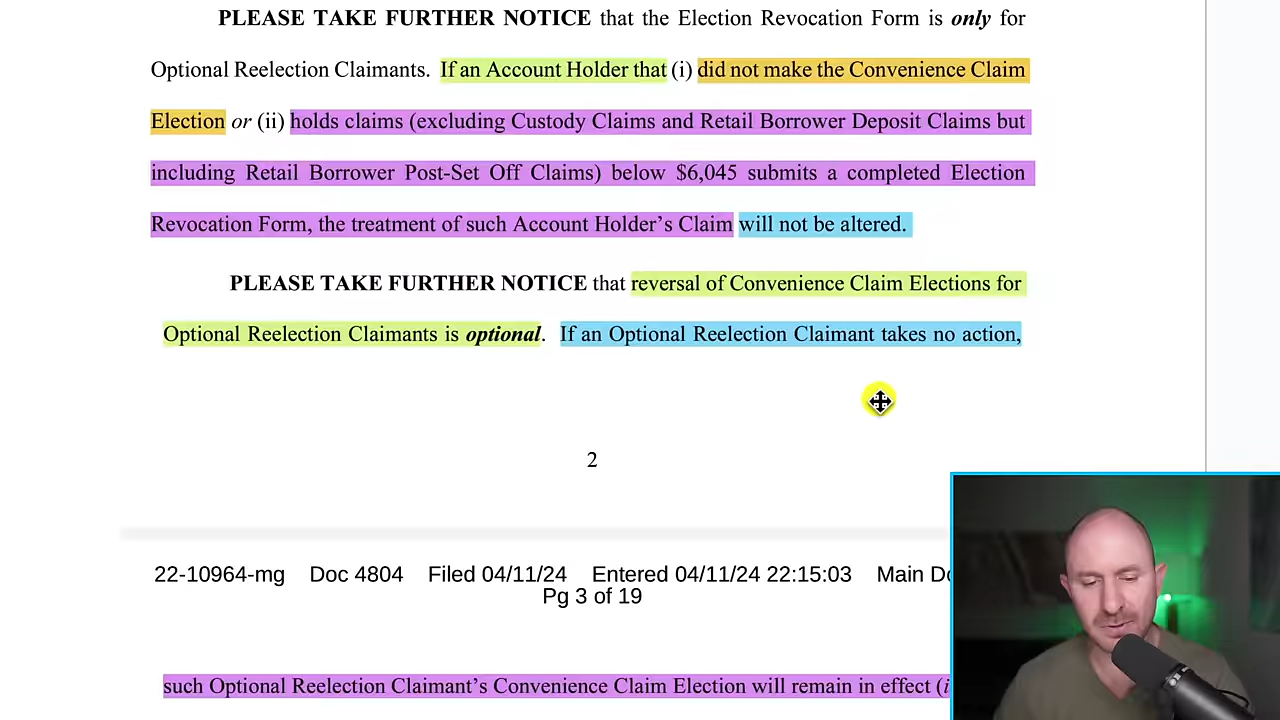 PLEASE TAKE FURTHER NOTICE that the Election Revocation Form is only for
Optional Reelection Claimants. If an Account Holder that (i) did not make the Convenience Claim
Election or (ii) holds claims (excluding Custody Claims and Retail Borrower Deposit Claims but
including Retail Borrower Post-Set Off Claims) below $6,045 submits a completed Election
Revocation Form, the treatment of such Account Holder's Claim will not be altered.
PLEASE TAKE FURTHER NOTICE that reversal of Convenience Claim Elections for
Optional Reelection Claimants is optional. If an Optional Reelection Claimant takes no action,
2
22-10964-mg Doc 4804 Filed 04/11/24 Entered 04/11/24 22:15:03 Main
Pg 3 of 19
such Optional Reelection Claimant's Convenience Claim Election will remain in effect (